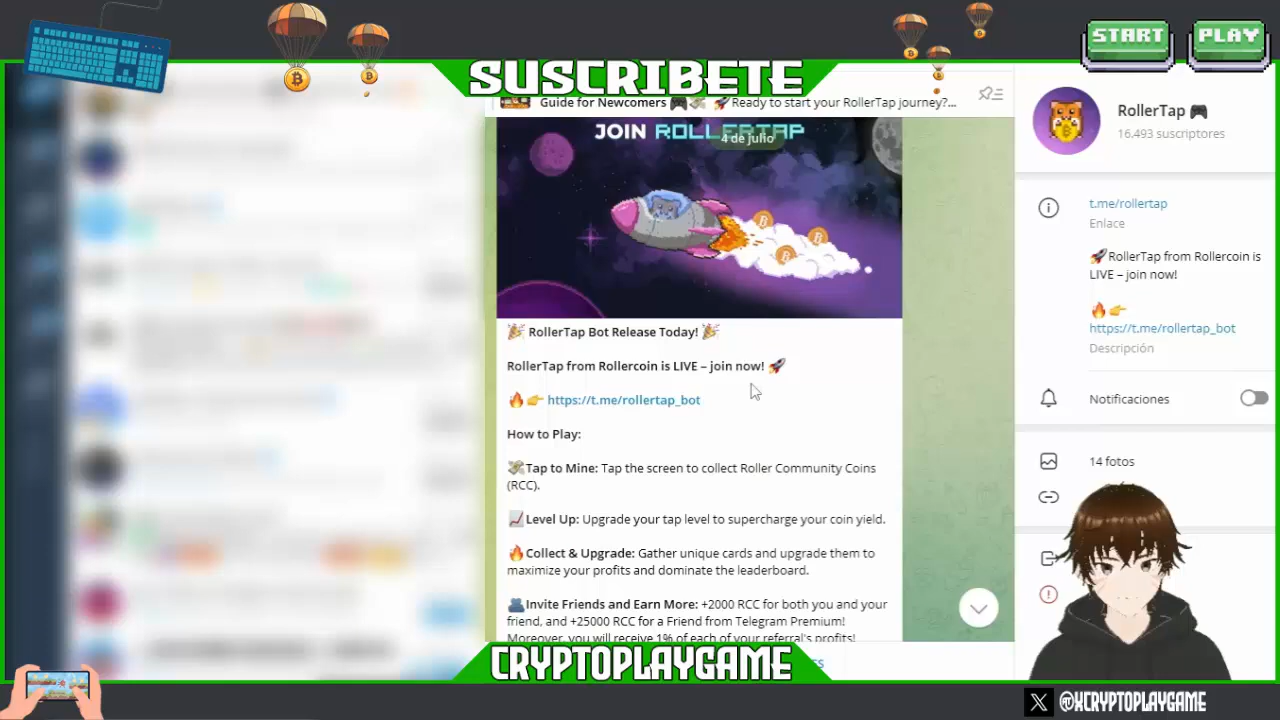 START
PLAY
SUSCRIBETE
Guide for Newcomers 🎮💸 🚀Ready to start your RollerTap journey?...
JOIN ROLLERTAP
4 de julio
🎉 RollerTap Bot Release Today! 🎉
RollerTap from Rollercoin is LIVE – join now! 🚀
🔥👉 https://t.me/rollertap_bot
How to Play:
💸Tap to Mine: Tap the screen to collect Roller Community Coins
(RCC).
📈Level Up: Upgrade your tap level to supercharge your coin yield.
🔥Collect & Upgrade: Gather unique cards and upgrade them to
maximize your profits and dominate the leaderboard.
👥Invite Friends and Earn More: +2000 RCC for both you and your
friend, and +25000 RCC for a Friend from Telegram Premium!
Moreover, you will receive 1% of each of your referral's profits!
RollerTap 🎮
16.493 suscriptores
t.me/rollertap
Enlace
🚀RollerTap from Rollercoin is
LIVE – join now!
🔥👉
https://t.me/rollertap_bot
Descripción
Notificaciones
14 fotos
CRYPTOPLAYGAME
X @XCRYPTOPLAYGAME